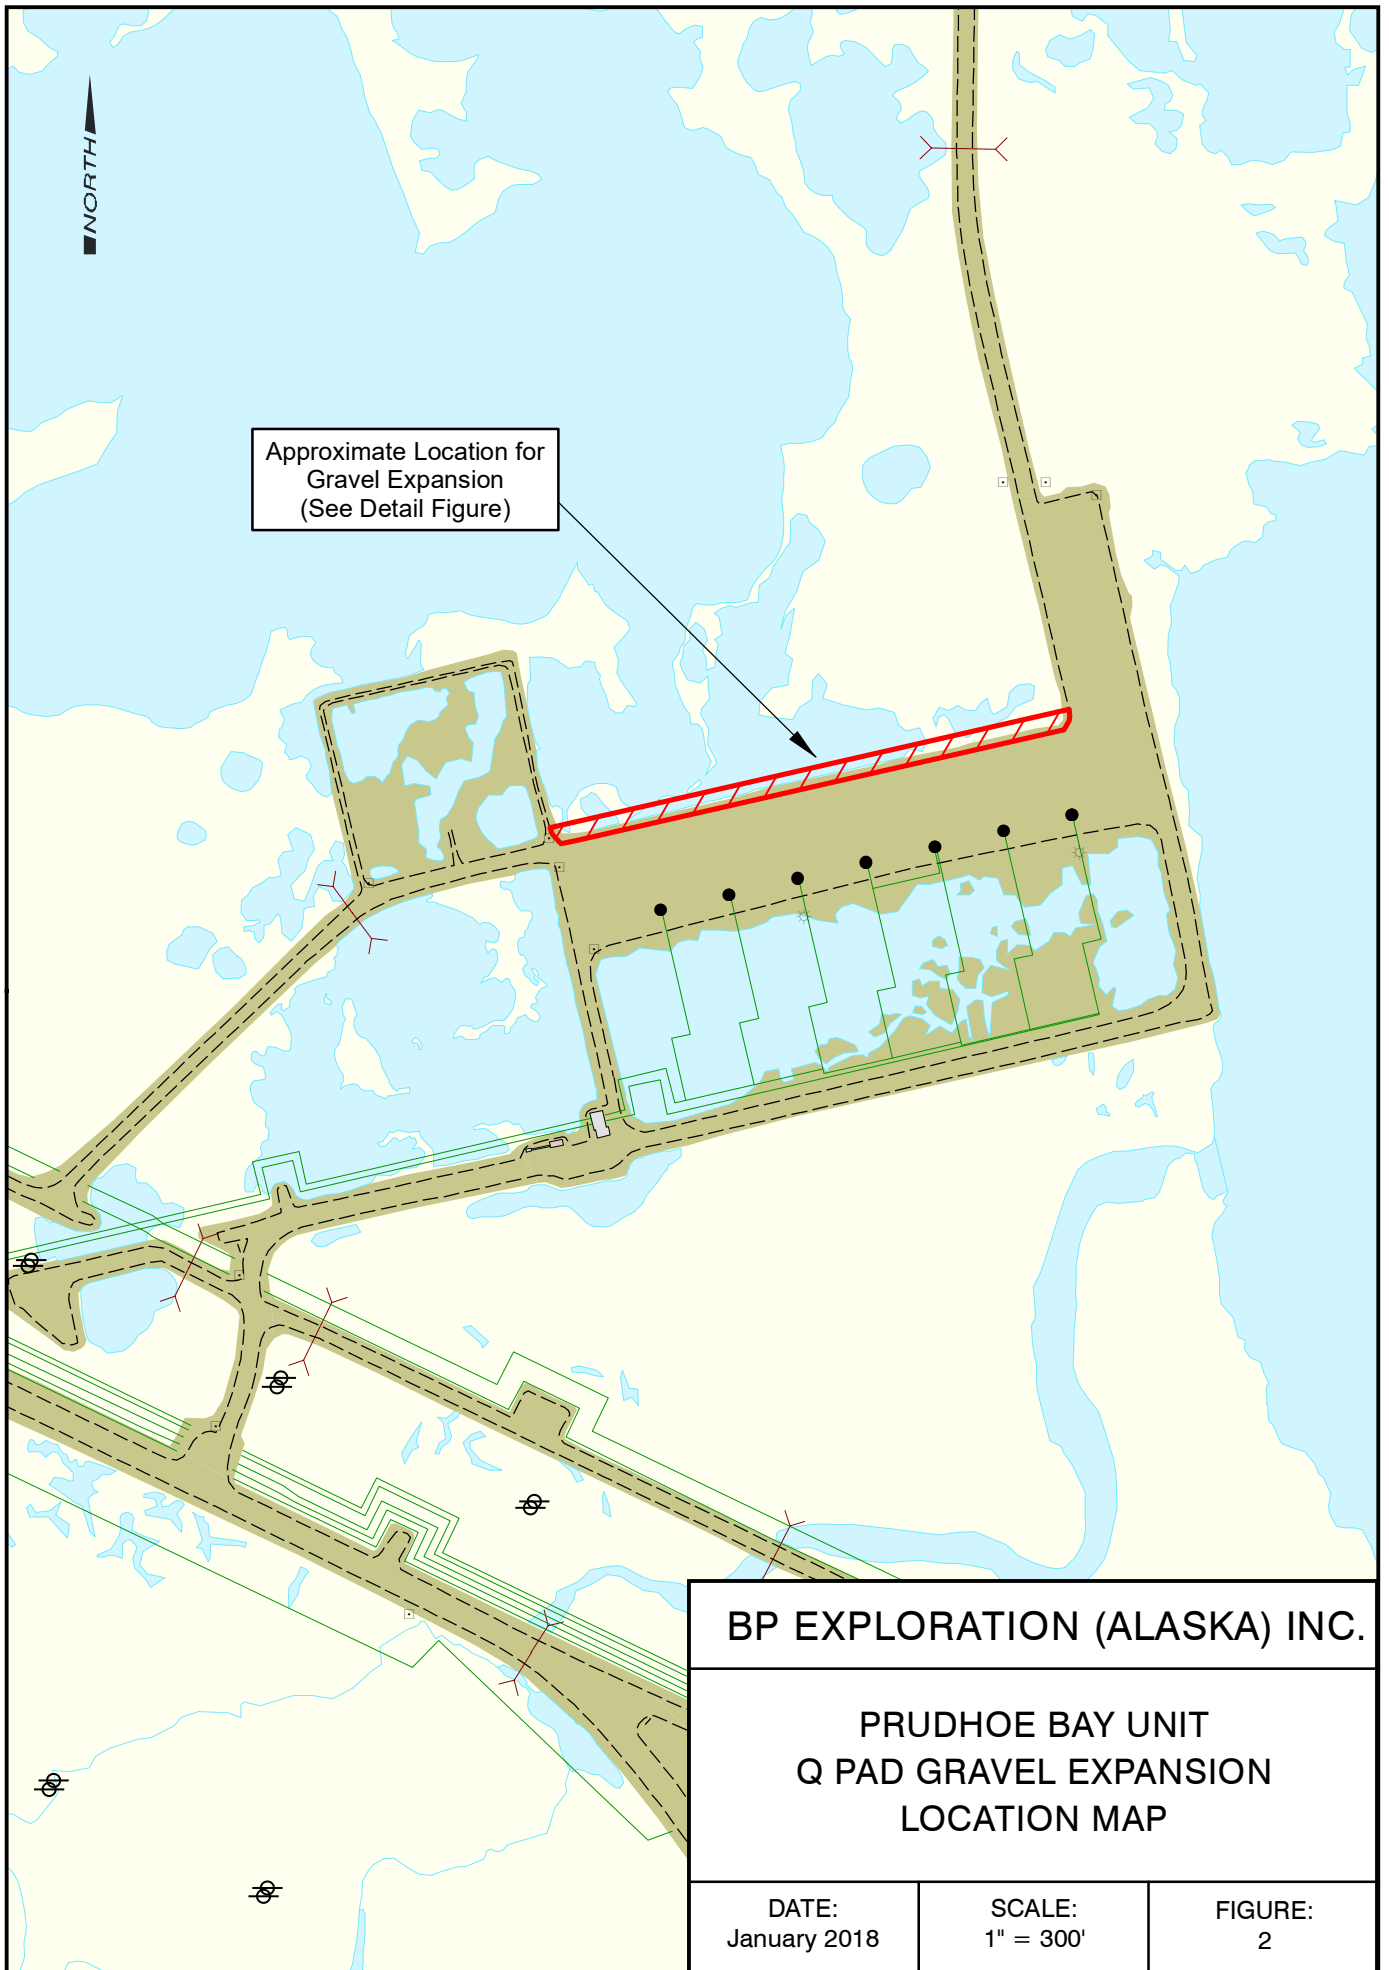 NORTH
Approximate Location for
Gravel Expansion
(See Detail Figure)
BP EXPLORATION (ALASKA) INC.
PRUDHOE BAY UNIT
Q PAD GRAVEL EXPANSION
LOCATION MAP
DATE:
January 2018
SCALE:
1" = 300'
FIGURE:
2